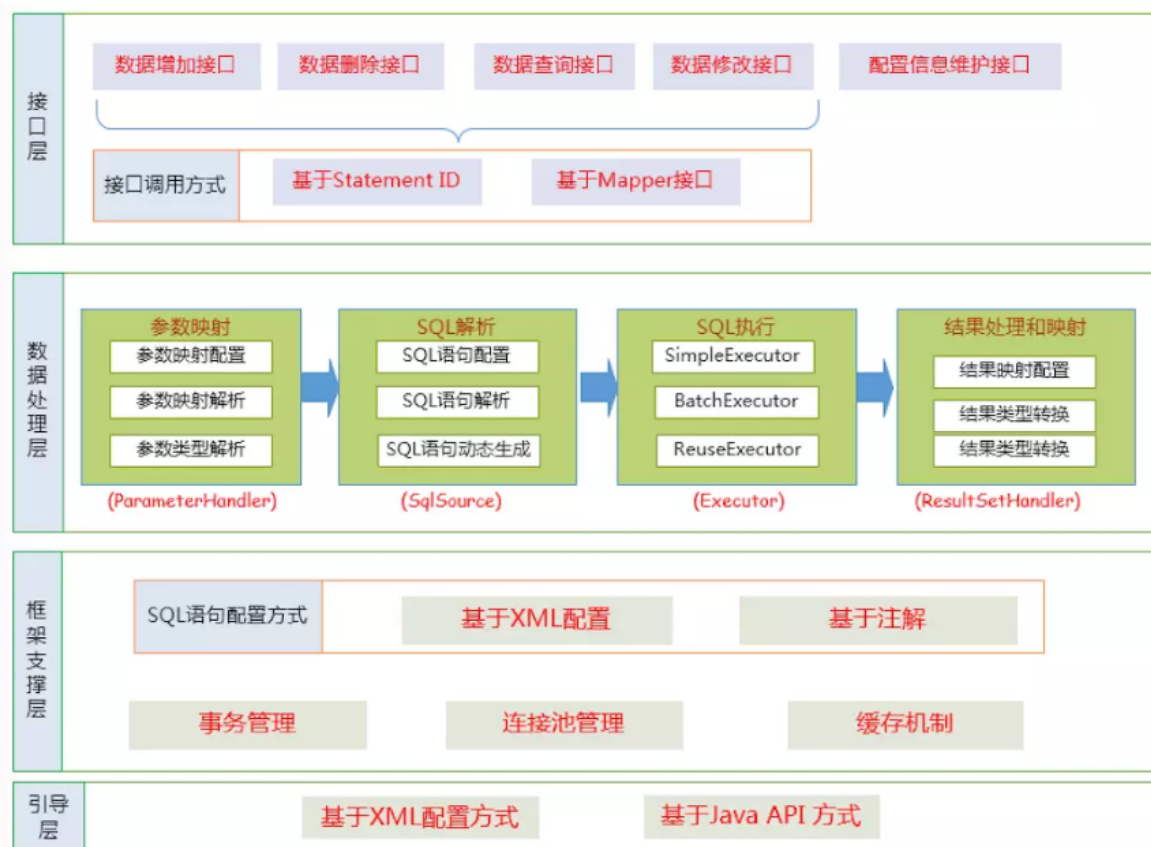 接口层
数据增加接口
数据删除接口
数据查询接口
数据修改接口
配置信息维护接口
接口调用方式
基于Statement ID
基于Mapper接口
数据处理层
参数映射
参数映射配置
参数映射解析
参数类型解析
(ParameterHandler)
SQL解析
SQL语句配置
SQL语句解析
SQL语句动态生成
(SqlSource)
SQL执行
SimpleExecutor
BatchExecutor
ReuseExecutor
(Executor)
结果处理和映射
结果映射配置
结果类型转换
结果类型转换
(ResultSetHandler)
框架支撑层
SQL语句配置方式
基于XML配置
基于注解
事务管理
连接池管理
缓存机制
引导
层
基于XML配置方式
基于Java API 方式